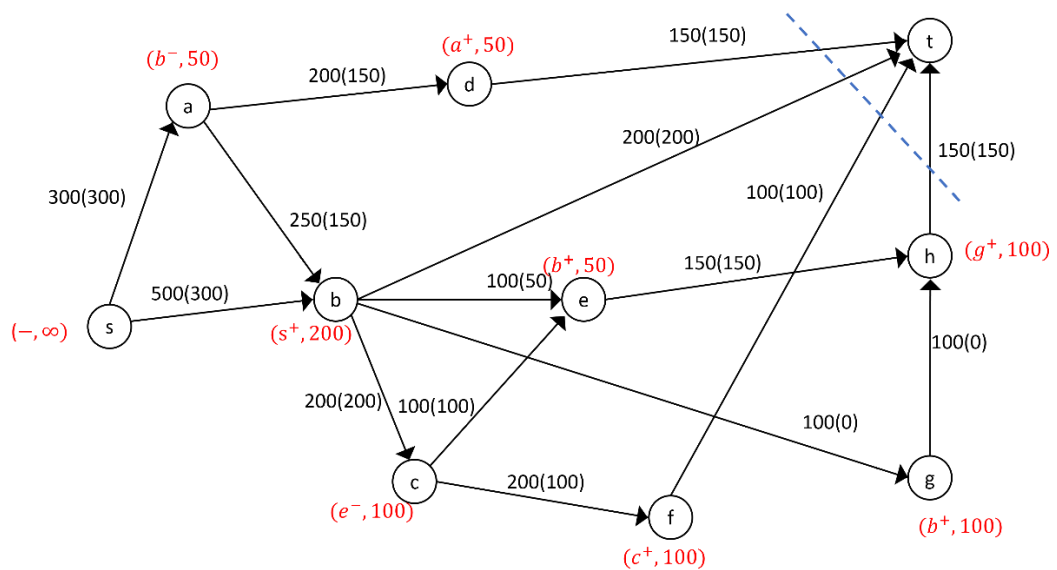 150(150)
t
(a⁺, 50)
(b⁻, 50)
200(150)
d
a
200(200)
150(150)
300(300)
100(100)
250(150)
h
(g⁺, 100)
(b⁺, 50)
150(150)
100(50)
e
500(300)
b
s
(−, ∞)
(s⁺, 200)
100(0)
200(200)
100(100)
100(0)
c
200(100)
g
(e⁻, 100)
f
(b⁺, 100)
(c⁺, 100)